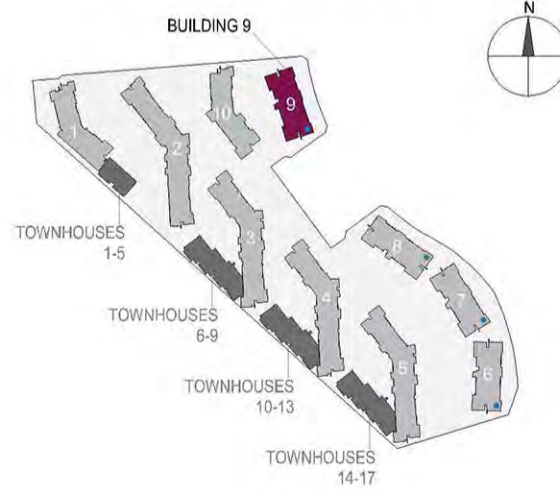 BUILDING 9
N
9
10
1
2
TOWNHOUSES
1-5
3
8
TOWNHOUSES
6-9
4
7
TOWNHOUSES
10-13
5
6
TOWNHOUSES
14-17